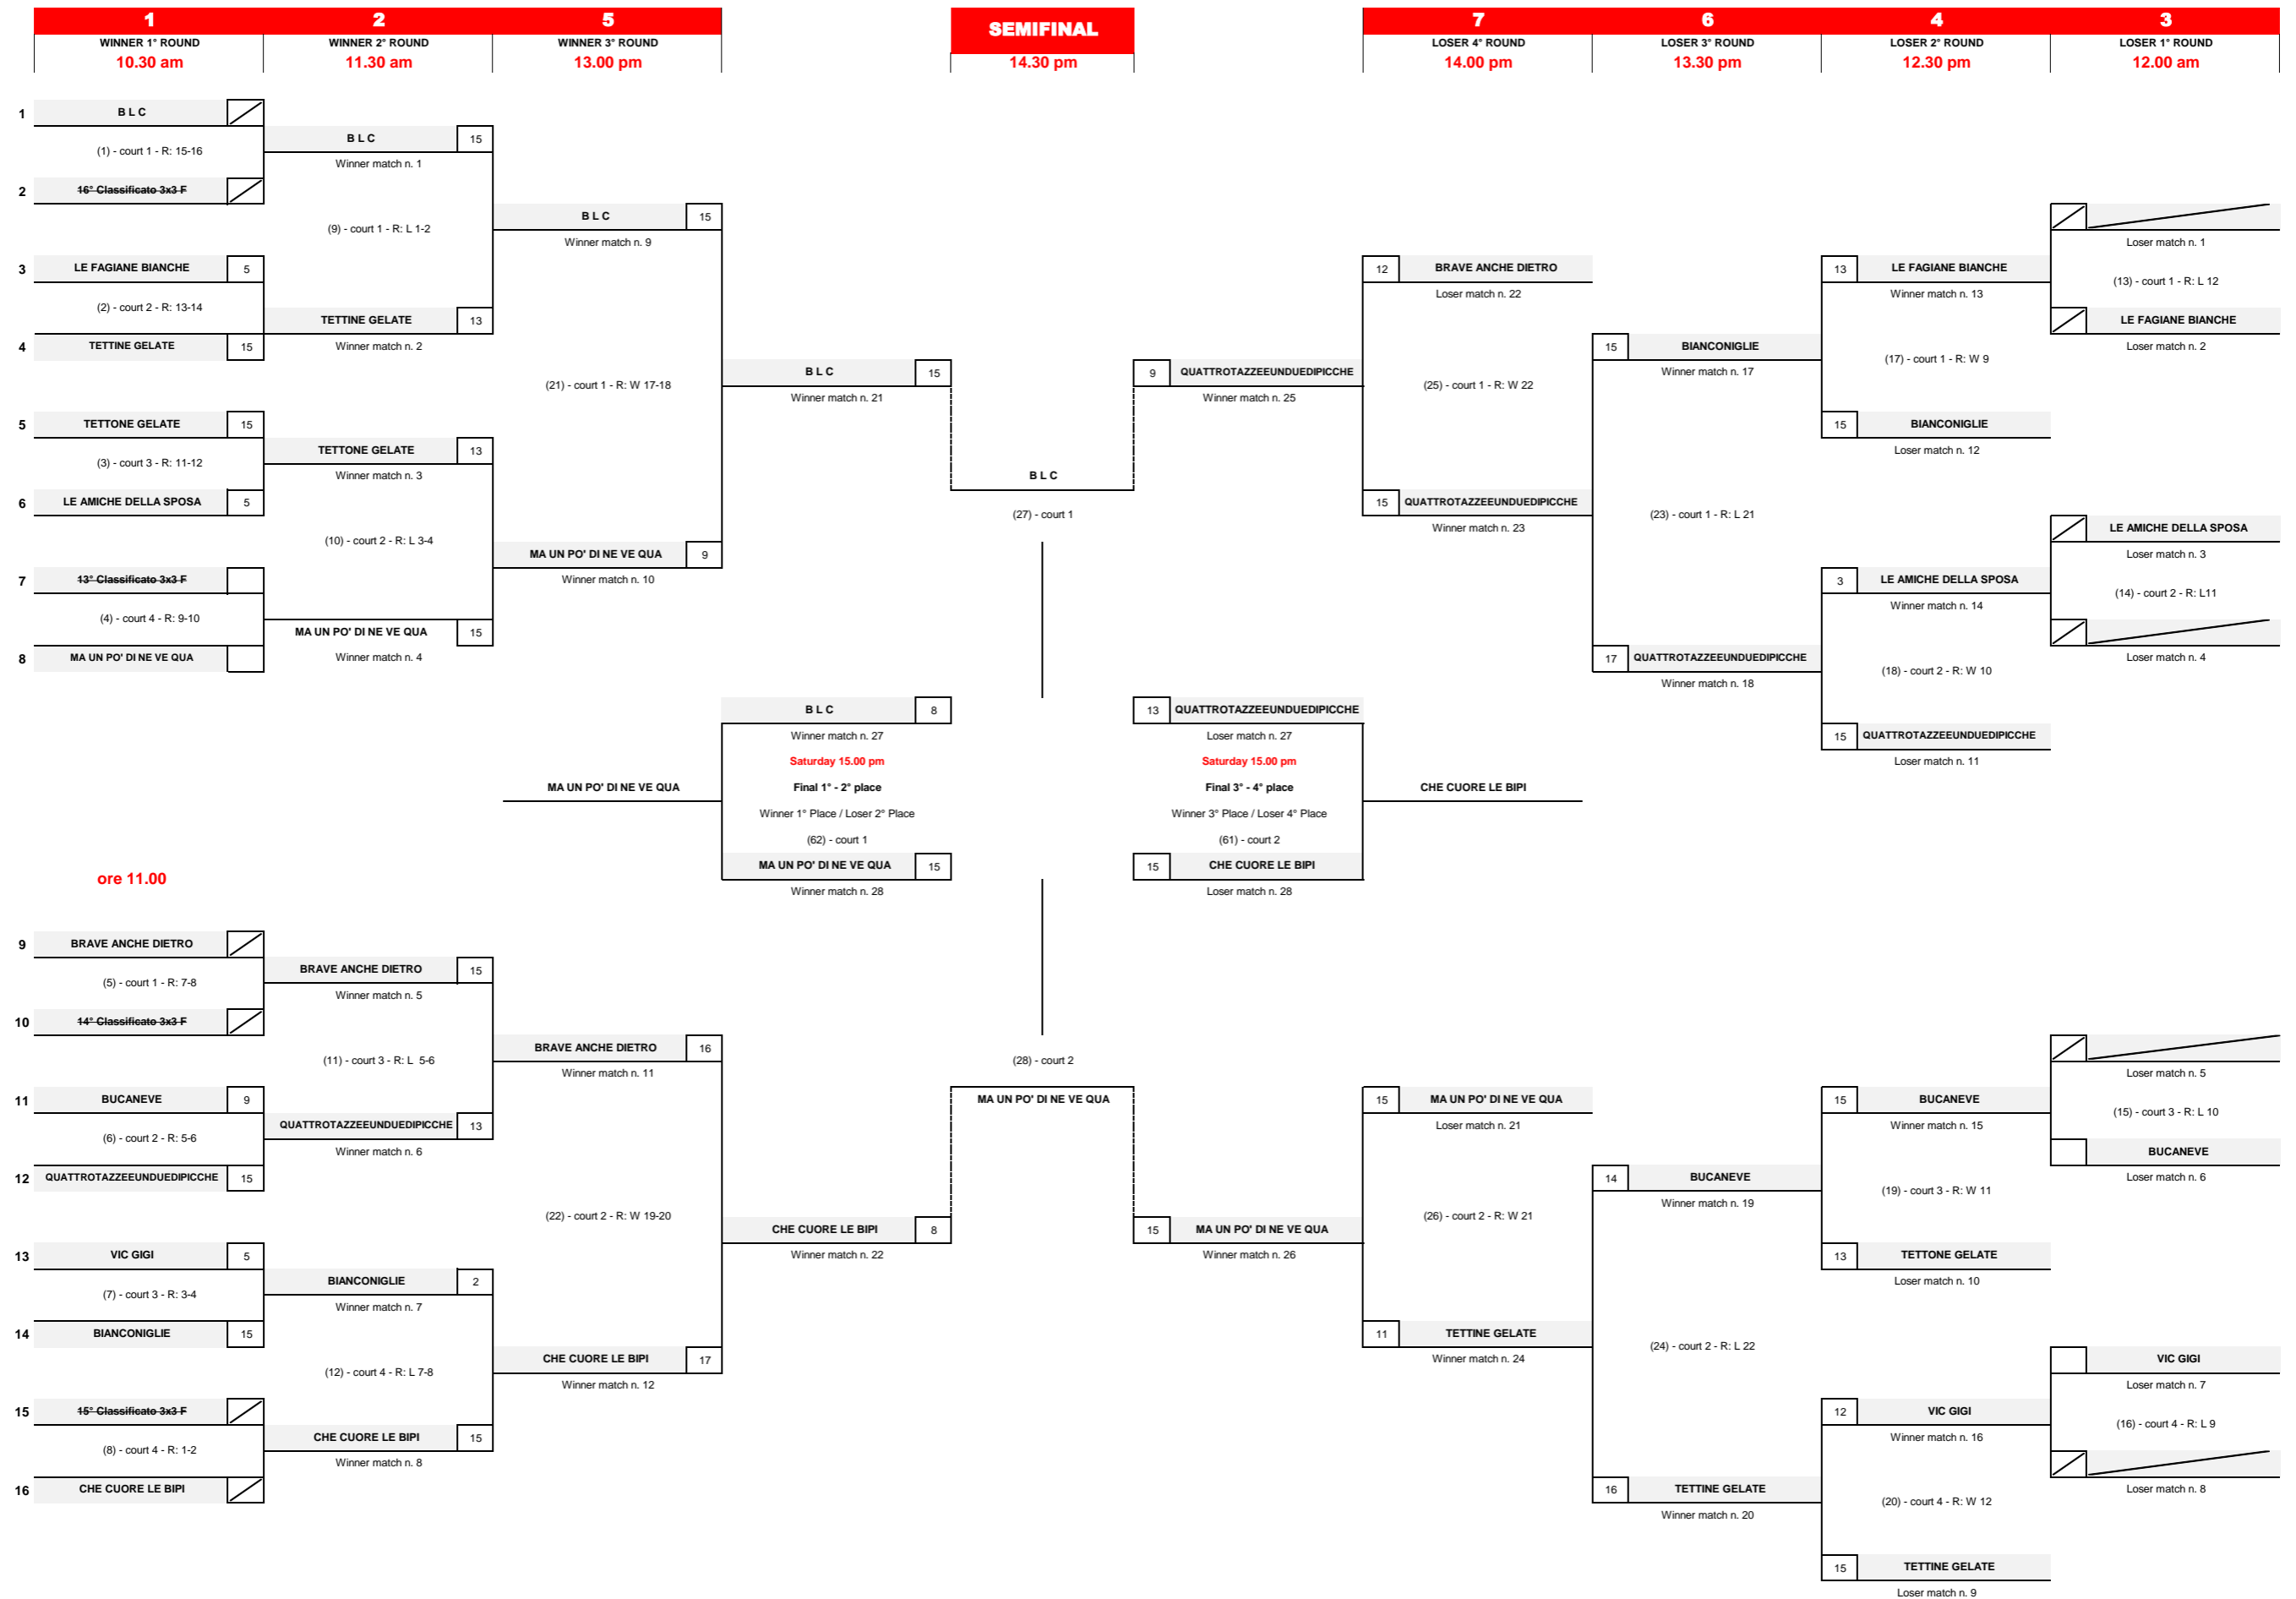 1 2 5 SEMIFINAL 7 6 4 3
WINNER 1° ROUND WINNER 2° ROUND WINNER 3° ROUND LOSER 4° ROUND LOSER 3° ROUND LOSER 2° ROUND LOSER 1° ROUND
10.30 am 11.30 am 13.00 pm 14.30 pm 14.00 pm 13.30 pm 12.30 pm 12.00 am
1 B L C
B L C 15
(1) - court 1 - R: 15-16
Winner match n. 1
2 16° Classificato 3x3 F
B L C 15
(9) - court 1 - R: L 1-2
Winner match n. 9
Loser match n. 1
3 LE FAGIANE BIANCHE 5
12 BRAVE ANCHE DIETRO
13 LE FAGIANE BIANCHE
(13) - court 1 - R: L 12
Loser match n. 22
Winner match n. 13
(2) - court 2 - R: 13-14
TETTINE GELATE 13
LE FAGIANE BIANCHE
4 TETTINE GELATE 15
Winner match n. 2
15 BIANCONIGLIE
Loser match n. 2
(17) - court 1 - R: W 9
B L C 15
9 QUATTROTAZZEEUNDUEDIPICCHE
Winner match n. 17
(21) - court 1 - R: W 17-18
(25) - court 1 - R: W 22
Winner match n. 21
Winner match n. 25
5 TETTONE GELATE 15
15 BIANCONIGLIE
TETTONE GELATE 13
Loser match n. 12
(3) - court 3 - R: 11-12
Winner match n. 3
B L C
6 LE AMICHE DELLA SPOSA 5
15 QUATTROTAZZEEUNDUEDIPICCHE
(27) - court 1
(23) - court 1 - R: L 21
Winner match n. 23
LE AMICHE DELLA SPOSA
(10) - court 2 - R: L 3-4
MA UN PO' DI NE VE QUA 9
Loser match n. 3
7 13° Classificato 3x3 F
Winner match n. 10
3 LE AMICHE DELLA SPOSA
(14) - court 2 - R: L11
Winner match n. 14
(4) - court 4 - R: 9-10
MA UN PO' DI NE VE QUA 15
8 MA UN PO' DI NE VE QUA
Winner match n. 4
17 QUATTROTAZZEEUNDUEDIPICCHE
Loser match n. 4
(18) - court 2 - R: W 10
Winner match n. 18
B L C 8
13 QUATTROTAZZEEUNDUEDIPICCHE
Winner match n. 27
Loser match n. 27
15 QUATTROTAZZEEUNDUEDIPICCHE
Saturday 15.00 pm
Saturday 15.00 pm
Loser match n. 11
MA UN PO' DI NE VE QUA
Final 1° - 2° place
Final 3° - 4° place
CHE CUORE LE BIPI
Winner 1° Place / Loser 2° Place
Winner 3° Place / Loser 4° Place
(62) - court 1
(61) - court 2
MA UN PO' DI NE VE QUA 15
15 CHE CUORE LE BIPI
ore 11.00
Winner match n. 28
Loser match n. 28
9 BRAVE ANCHE DIETRO
BRAVE ANCHE DIETRO 15
(5) - court 1 - R: 7-8
Winner match n. 5
10 14° Classificato 3x3 F
BRAVE ANCHE DIETRO 16
(11) - court 3 - R: L 5-6
(28) - court 2
Winner match n. 11
Loser match n. 5
11 BUCANEVE 9
MA UN PO' DI NE VE QUA
15 MA UN PO' DI NE VE QUA
15 BUCANEVE
(15) - court 3 - R: L 10
Loser match n. 21
Winner match n. 15
(6) - court 2 - R: 5-6
QUATTROTAZZEEUNDUEDIPICCHE 13
Winner match n. 6
BUCANEVE
12 QUATTROTAZZEEUNDUEDIPICCHE 15
14 BUCANEVE
Loser match n. 6
(19) - court 3 - R: W 11
Winner match n. 19
(22) - court 2 - R: W 19-20
(26) - court 2 - R: W 21
CHE CUORE LE BIPI 8
15 MA UN PO' DI NE VE QUA
13 VIC GIGI 5
Winner match n. 22
Winner match n. 26
13 TETTONE GELATE
BIANCONIGLIE 2
Loser match n. 10
(7) - court 3 - R: 3-4
Winner match n. 7
14 BIANCONIGLIE 15
11 TETTINE GELATE
(24) - court 2 - R: L 22
CHE CUORE LE BIPI 17
Winner match n. 24
VIC GIGI
(12) - court 4 - R: L 7-8
Winner match n. 12
Loser match n. 7
15 15° Classificato 3x3 F
12 VIC GIGI
(16) - court 4 - R: L 9
CHE CUORE LE BIPI 15
Winner match n. 16
(8) - court 4 - R: 1-2
Winner match n. 8
16 CHE CUORE LE BIPI
16 TETTINE GELATE
Loser match n. 8
(20) - court 4 - R: W 12
Winner match n. 20
15 TETTINE GELATE
Loser match n. 9